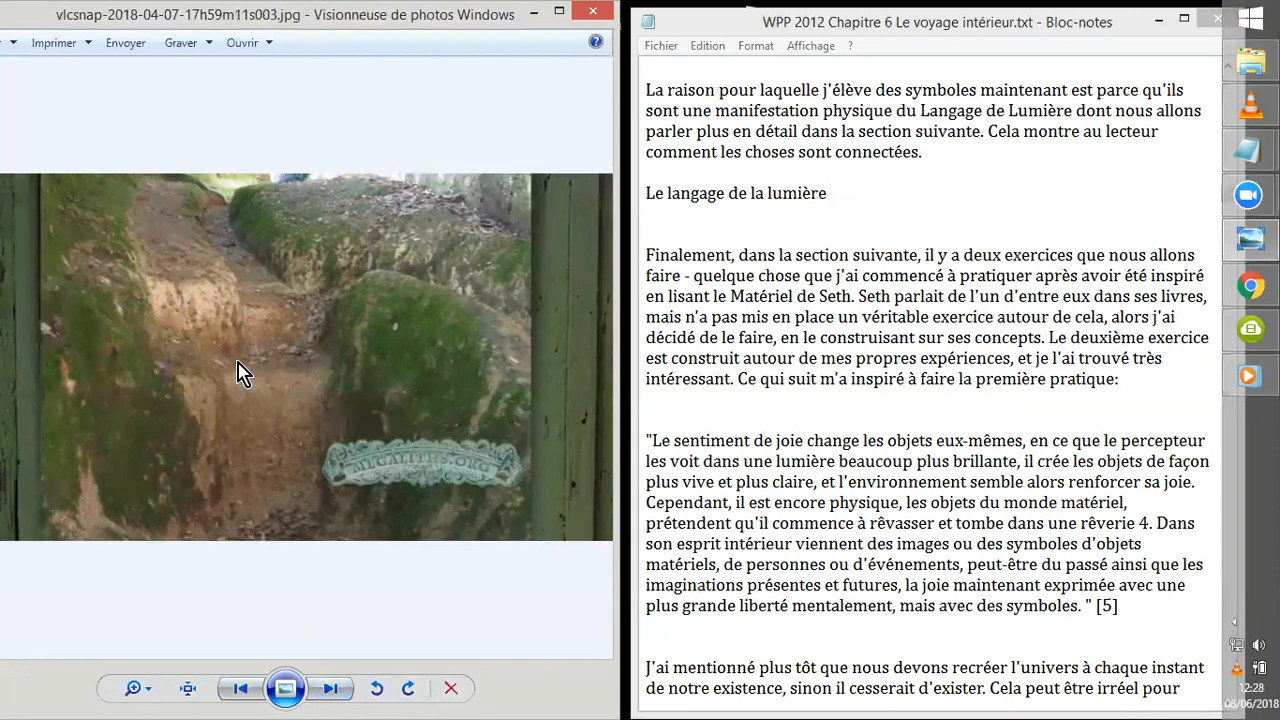 vlcsnap-2018-04-07-17h59m11s003.jpg - Visionneuse de photos Windows
Imprimer
Envoyer
Graver
Ouvrir
MEGALITHS.ORG
WPP 2012 Chapitre 6 Le voyage intérieur.txt - Bloc-notes
Fichier
Edition
Format
Affichage
?
La raison pour laquelle j'élève des symboles maintenant est parce qu'ils
sont une manifestation physique du Langage de Lumière dont nous allons
parler plus en détail dans la section suivante. Cela montre au lecteur
comment les choses sont connectées.
Le langage de la lumière
Finalement, dans la section suivante, il y a deux exercices que nous allons
faire - quelque chose que j'ai commencé à pratiquer après avoir été inspiré
en lisant le Matériel de Seth. Seth parlait de l'un d'entre eux dans ses livres,
mais n'a pas mis en place un véritable exercice autour de cela, alors j'ai
décidé de le faire, en le construisant sur ses concepts. Le deuxième exercice
est construit autour de mes propres expériences, et je l'ai trouvé très
intéressant. Ce qui suit m'a inspiré à faire la première pratique:
"Le sentiment de joie change les objets eux-mêmes, en ce que le percepteur
les voit dans une lumière beaucoup plus brillante, il crée les objets de façon
plus vive et plus claire, et l'environnement semble alors renforcer sa joie.
Cependant, il est encore physique, les objets du monde matériel,
prétendent qu'il commence à rêvasser et tombe dans une rêverie 4. Dans
son esprit intérieur viennent des images ou des symboles d'objets
matériels, de personnes ou d'événements, peut-être du passé ainsi que les
imaginations présentes et futures, la joie maintenant exprimée avec une
plus grande liberté mentalement, mais avec des symboles. " [5]
J'ai mentionné plus tôt que nous devons recréer l'univers à chaque instant
de notre existence, sinon il cesserait d'exister. Cela peut être irréel pour
12:28
08/06/2018